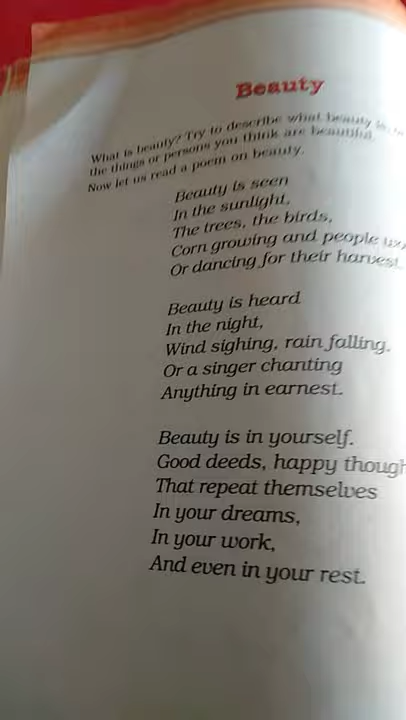 Beauty
What is beauty? Try to describe what beauty is
the things or persons you think are beautiful.
Now let us read a poem on beauty.
Beauty is seen
In the sunlight,
The trees, the birds,
Corn growing and people
Or dancing for their harvest.
Beauty is heard
In the night,
Wind sighing, rain falling,
Or a singer chanting
Anything in earnest.
Beauty is in yourself.
Good deeds, happy though
That repeat themselves
In your dreams,
In your work,
And even in your rest.